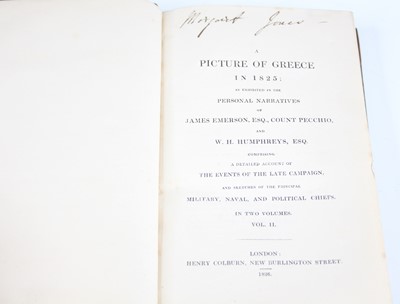 Margaret Jones
A
PICTURE OF GREECE
IN 1825;
AS EXHIBITED IN THE
PERSONAL NARRATIVES
OF
JAMES EMERSON, ESQ., COUNT PECCHIO,
AND
W. H. HUMPHREYS, ESQ.
COMPRISING
A DETAILED ACCOUNT OF
THE EVENTS OF THE LATE CAMPAIGN,
AND SKETCHES OF THE PRINCIPAL
MILITARY, NAVAL, AND POLITICAL CHIEFS.
IN TWO VOLUMES.
VOL. II.
LONDON:
HENRY COLBURN, NEW BURLINGTON STREET.
1826.